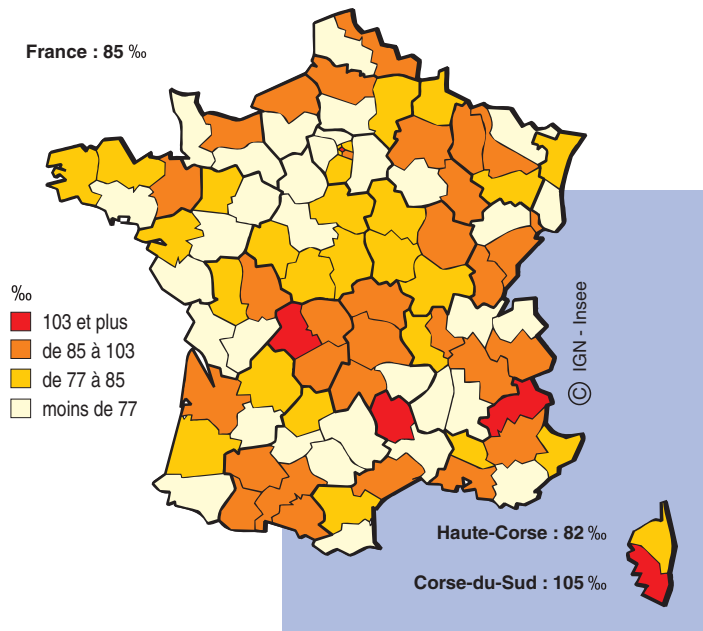 France : 85 ‰
‰
103 et plus
de 85 à 103
de 77 à 85
moins de 77
© IGN - Insee
Haute-Corse : 82 ‰
Corse-du-Sud : 105 ‰